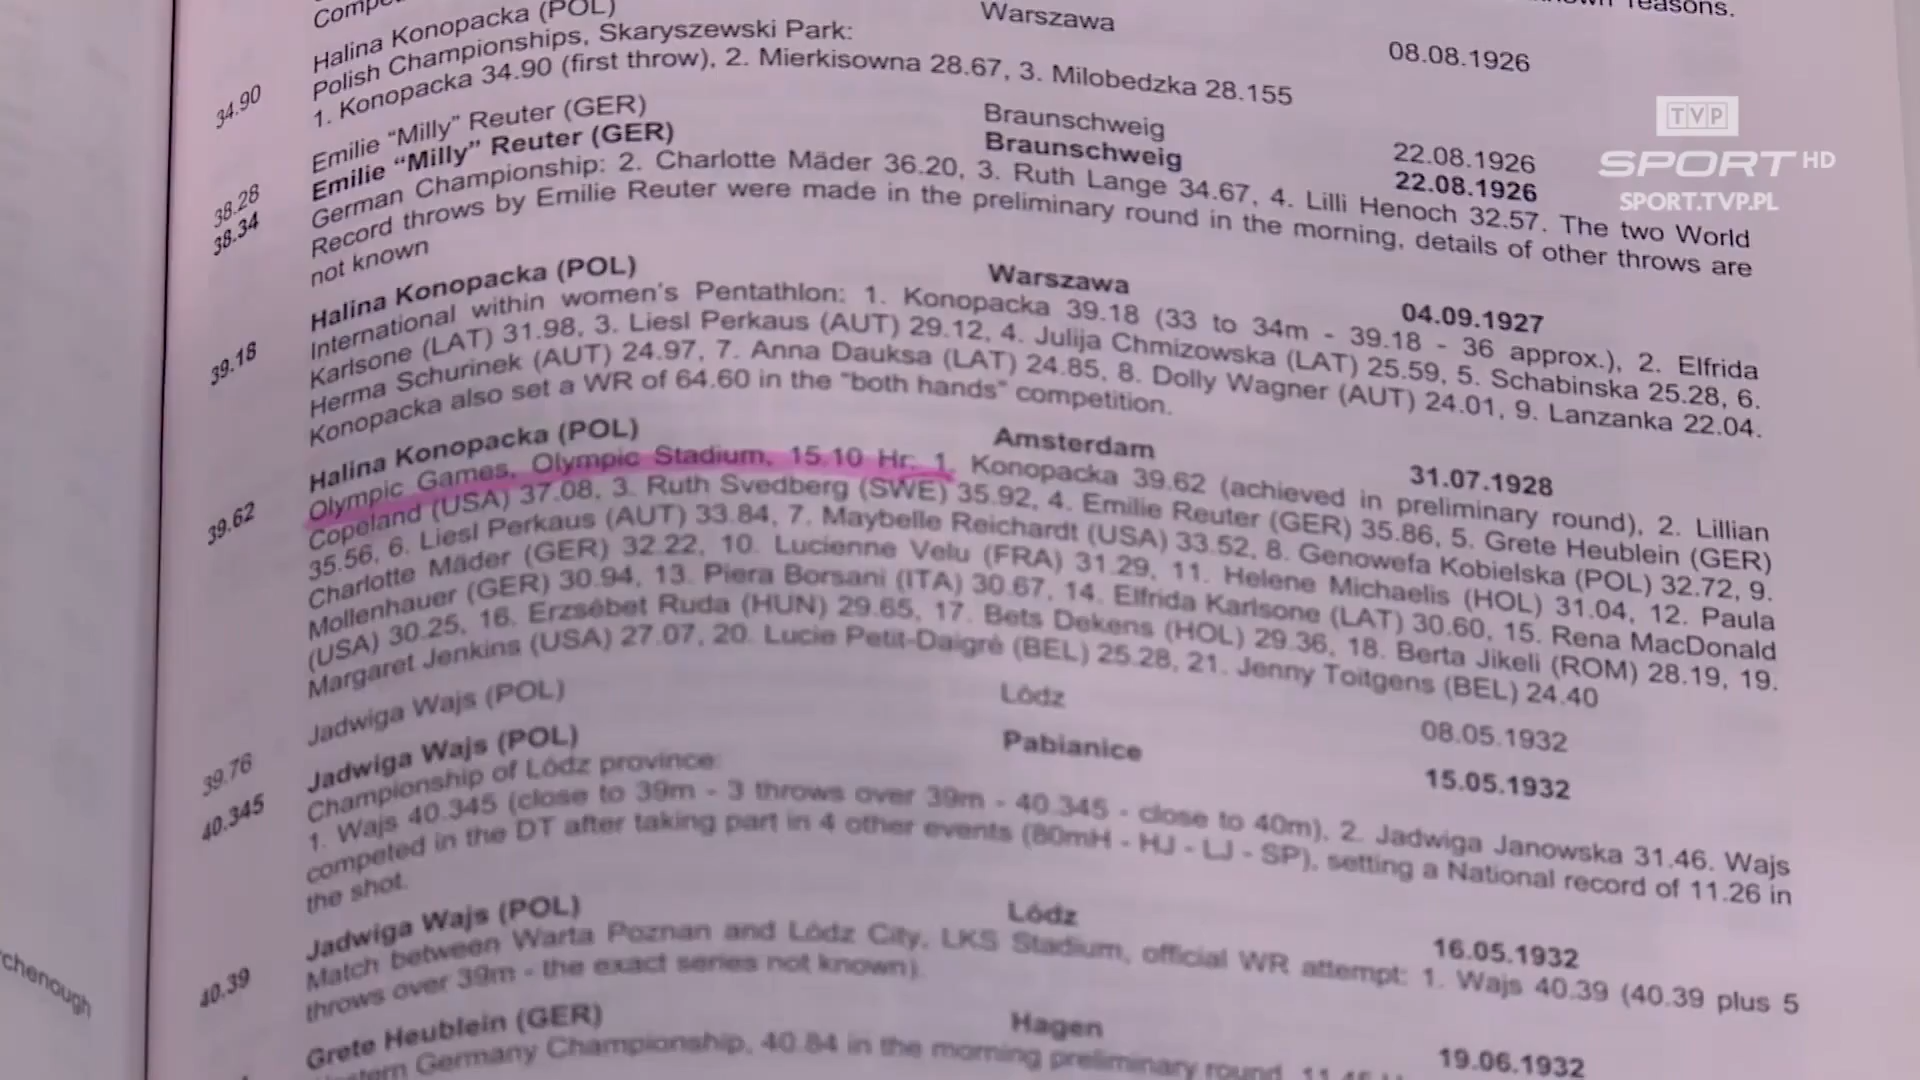 nown reasons.
Halina Konopacka (POL) Warszawa 08.08.1926
Polish Championships, Skaryszewski Park:
34.90 1. Konopacka 34.90 (first throw), 2. Mierkisowna 28.67, 3. Milobedzka 28.155
Emilie "Milly" Reuter (GER) Braunschweig 22.08.1926
38.28 Emilie "Milly" Reuter (GER) Braunschweig 22.08.1926
38.34 German Championship: 2. Charlotte Mäder 36.20, 3. Ruth Lange 34.67, 4. Lilli Henoch 32.57. The two World
Record throws by Emilie Reuter were made in the preliminary round in the morning, details of other throws are
not known
Halina Konopacka (POL) Warszawa 04.09.1927
39.18 International within women's Pentathlon: 1. Konopacka 39.18 (33 to 34m - 39.18 - 36 approx.), 2. Elfrida
Karlsone (LAT) 31.98, 3. Liesl Perkaus (AUT) 29.12, 4. Julija Chmizowska (LAT) 25.59, 5. Schabinska 25.28, 6.
Herma Schurinek (AUT) 24.97, 7. Anna Dauksa (LAT) 24.85, 8. Dolly Wagner (AUT) 24.01, 9. Lanzanka 22.04.
Konopacka also set a WR of 64.60 in the "both hands" competition.
Halina Konopacka (POL) Amsterdam 31.07.1928
39.62 Olympic Games, Olympic Stadium, 15.10 Hr. 1. Konopacka 39.62 (achieved in preliminary round), 2. Lillian
Copeland (USA) 37.08, 3. Ruth Svedberg (SWE) 35.92, 4. Emilie Reuter (GER) 35.86, 5. Grete Heublein (GER)
35.56, 6. Liesl Perkaus (AUT) 33.84, 7. Maybelle Reichardt (USA) 33.52, 8. Genowefa Kobielska (POL) 32.72, 9.
Charlotte Mäder (GER) 32.22, 10. Lucienne Velu (FRA) 31.29, 11. Helene Michaelis (HOL) 31.04, 12. Paula
Mollenhauer (GER) 30.94, 13. Piera Borsani (ITA) 30.67, 14. Elfrida Karlsone (LAT) 30.60, 15. Rena MacDonald
(USA) 30.25, 16. Erzsébet Ruda (HUN) 29.65, 17. Bets Dekens (HOL) 29.36, 18. Berta Jikeli (ROM) 28.19, 19.
Margaret Jenkins (USA) 27.07, 20. Lucie Petit-Daigré (BEL) 25.28, 21. Jenny Toitgens (BEL) 24.40
Jadwiga Wajs (POL) Lódz 08.05.1932
39.76 Jadwiga Wajs (POL) Pabianice 15.05.1932
40.345 Championship of Lódz province:
1. Wajs 40.345 (close to 39m - 3 throws over 39m - 40.345 - close to 40m), 2. Jadwiga Janowska 31.46. Wajs
competed in the DT after taking part in 4 other events (80mH - HJ - LJ - SP), setting a National record of 11.26 in
the shot.
Jadwiga Wajs (POL) Lódz 16.05.1932
40.39 Match between Warta Poznan and Lódz City, LKS Stadium, official WR attempt: 1. Wajs 40.39 (40.39 plus 5
throws over 39m - the exact series not known).
Grete Heublein (GER) Hagen 19.06.1932
Germany Championship, 40.84 in the morning preliminary round
chenough
TVP
SPORT HD
SPORT.TVP.PL